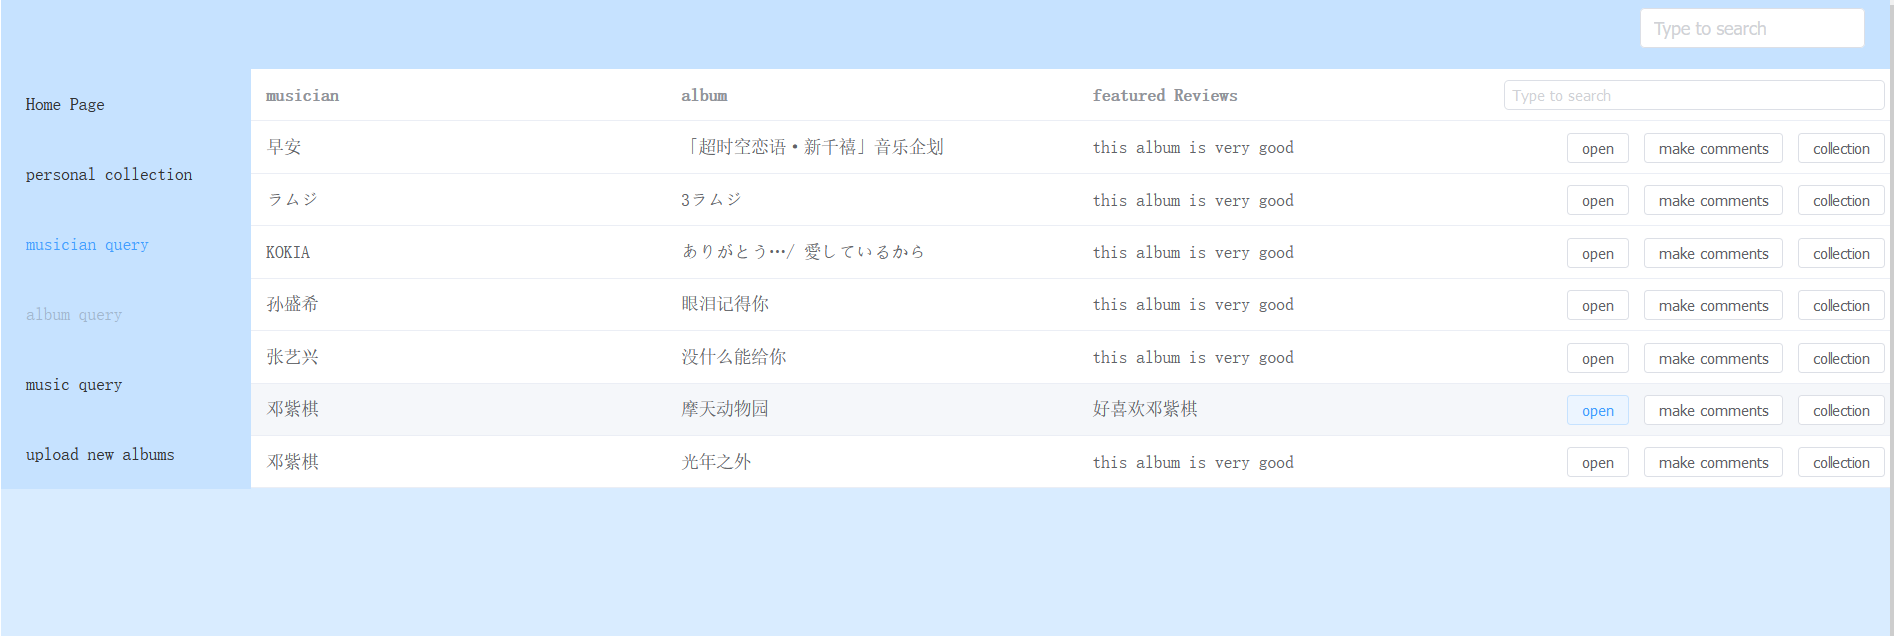 Type to search
Home Page
personal collection
musician query
album query
music query
upload new albums
musician album featured Reviews Type to search
早安 「超时空恋语·新千禧」音乐企划 this album is very good open make comments collection
ラムジ 3ラムジ this album is very good open make comments collection
KOKIA ありがとう…/ 愛しているから this album is very good open make comments collection
孙盛希 眼泪记得你 this album is very good open make comments collection
张艺兴 没什么能给你 this album is very good open make comments collection
邓紫棋 摩天动物园 好喜欢邓紫棋 open make comments collection
邓紫棋 光年之外 this album is very good open make comments collection